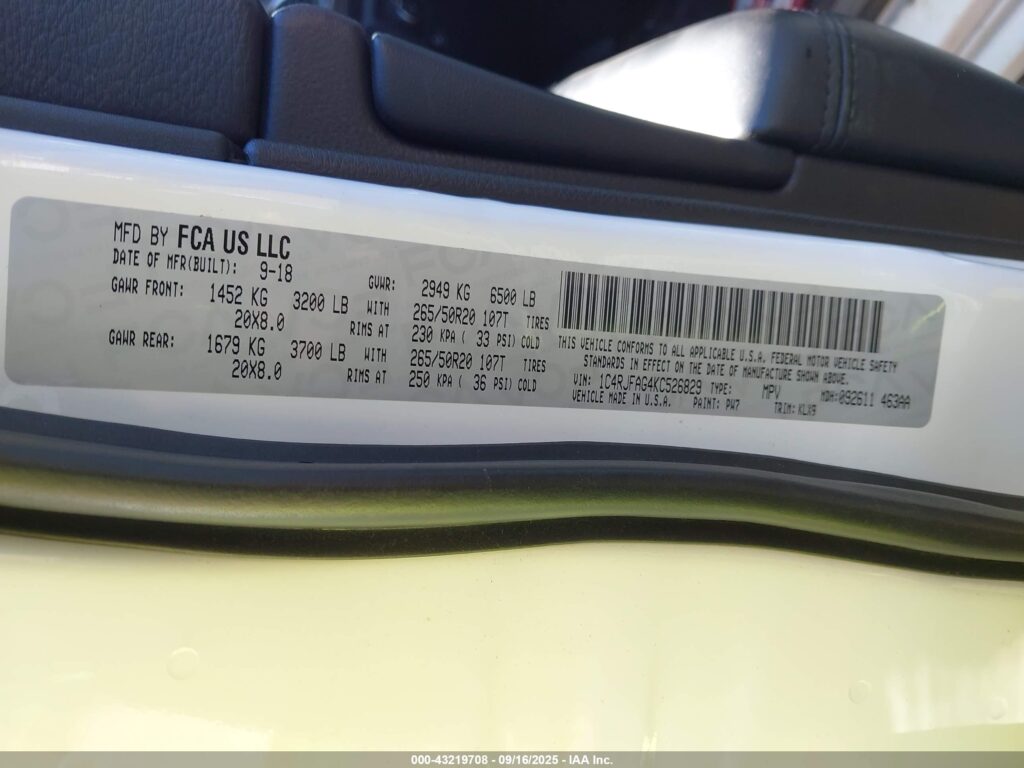 MFD BY FCA US LLC
DATE OF MFR(BUILT): 9-18 GVWR: 2949 KG 6500 LB
GAWR FRONT: 1452 KG 3200 LB WITH 265/50R20 107T TIRES
20X8.0 RIMS AT 230 KPA ( 33 PSI) COLD
GAWR REAR: 1679 KG 3700 LB WITH 265/50R20 107T TIRES
20X8.0 RIMS AT 250 KPA ( 36 PSI) COLD
THIS VEHICLE CONFORMS TO ALL APPLICABLE U.S.A. FEDERAL MOTOR VEHICLE SAFETY
STANDARDS IN EFFECT ON THE DATE OF MANUFACTURE SHOWN ABOVE.
VIN: 1C4RJFAG4KC526829 TYPE: MPV MDH:092611 463AA
VEHICLE MADE IN U.S.A. PAINT: PW7 TRIM: KLX9
000-43219708 - 09/16/2025 - IAA Inc.